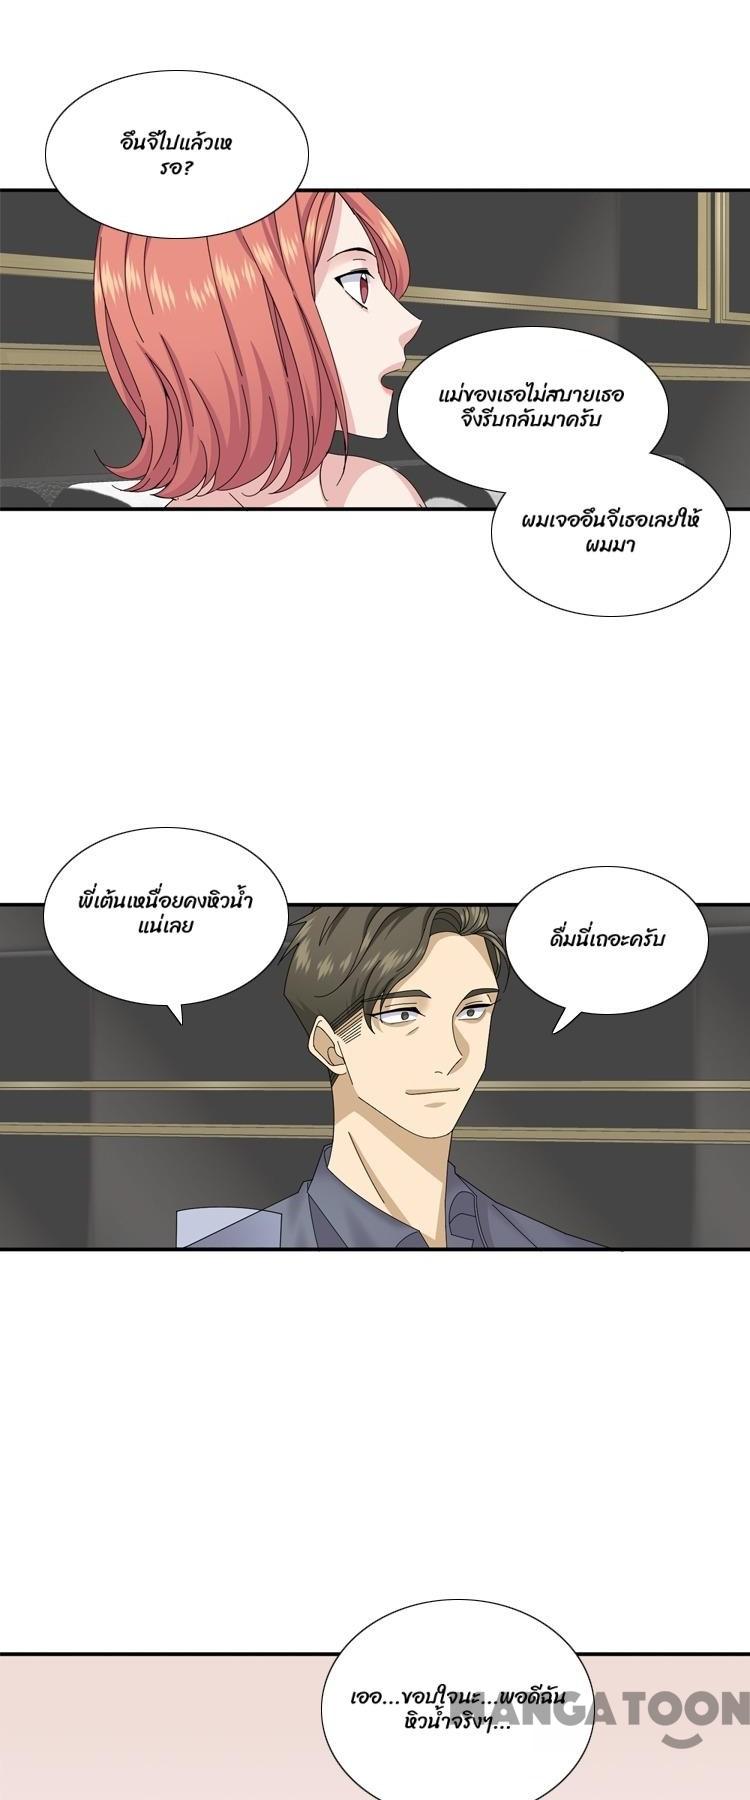 อึนจีไปแล้วเห
รอ?
แม่ของเธอไม่สบายเธอ
จึงรีบกลับมาครับ
ผมเจออึนจีเธอเลยให้
ผมมา
พี่เต้นเหนื่อยคงหิวน้ำ
แน่เลย
ดื่มนี่เถอะครับ
เออ...ขอบใจนะ...พอดีฉัน
หิวน้ำจริงๆ...
MANGATOON